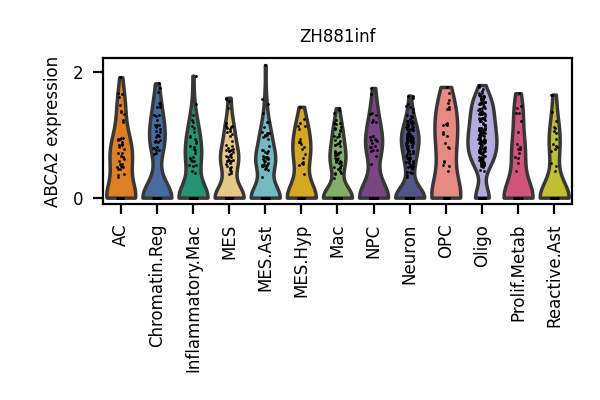 ZH881inf
ABCA2 expression
2
0
AC
Chromatin.Reg
Inflammatory.Mac
MES
MES.Ast
MES.Hyp
Mac
NPC
Neuron
OPC
Oligo
Prolif.Metab
Reactive.Ast